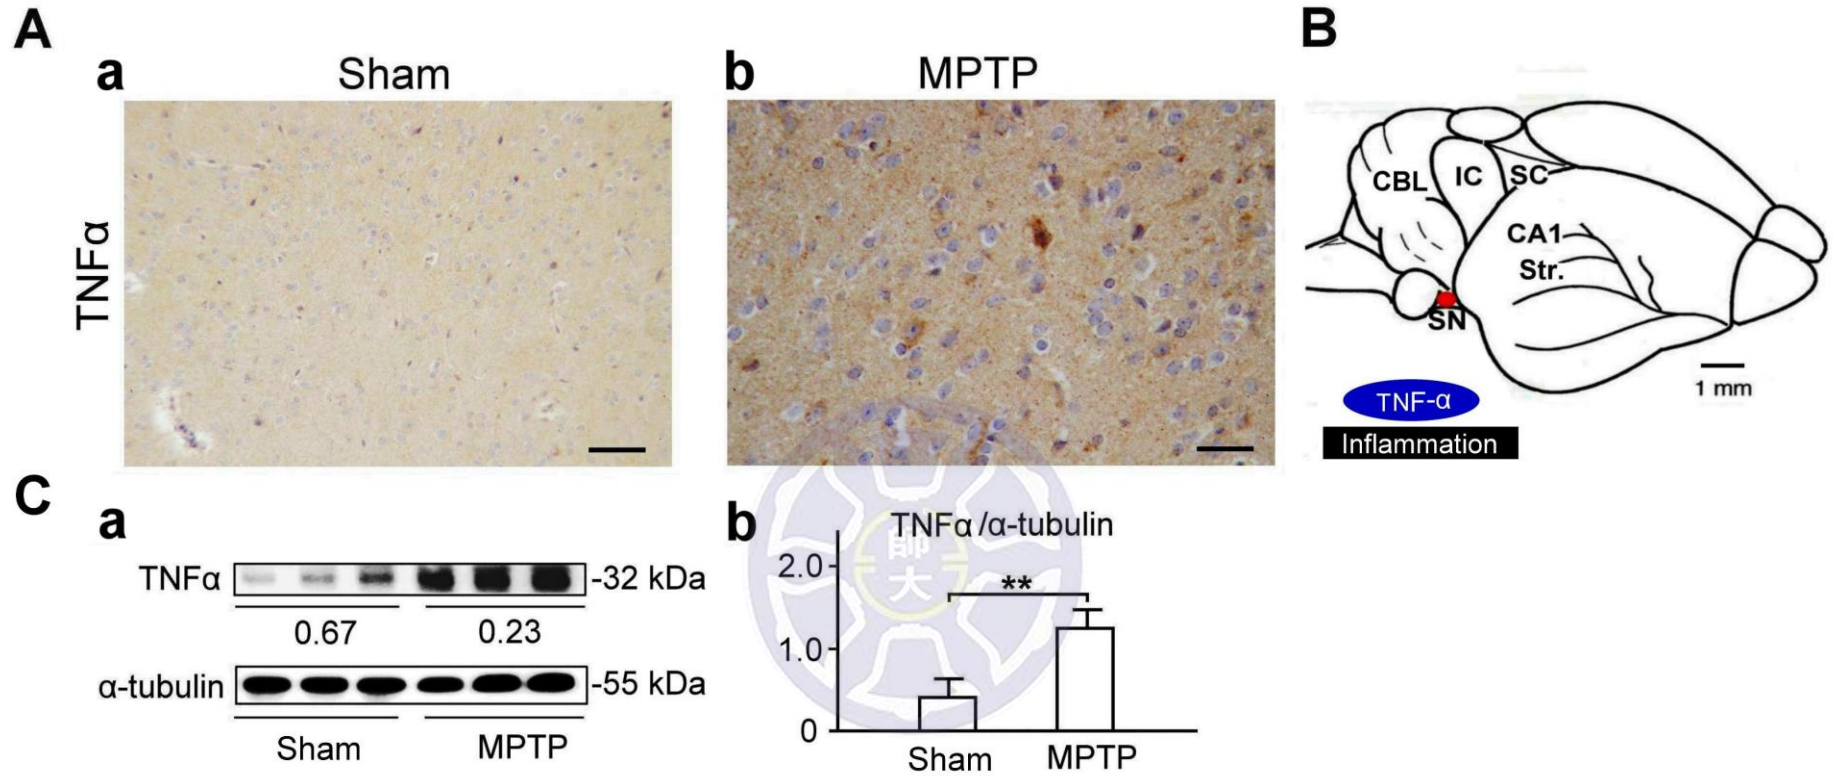 A
a Sham
b MPTP
TNFα
B
CBL IC SC
CA1
Str.
SN
1 mm
TNF-α
Inflammation
C
a
TNFα -32 kDa
0.67 0.23
α-tubulin -55 kDa
Sham MPTP
b
TNFα/α-tubulin
2.0
**
1.0
0
Sham MPTP
師
大